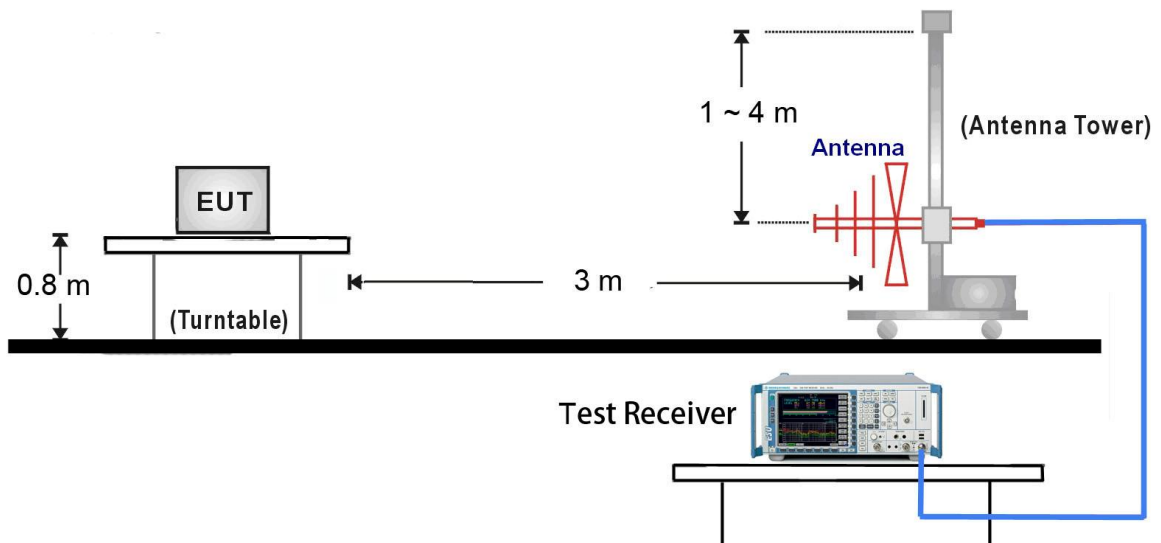 1 ~ 4 m
(Antenna Tower)
Antenna
EUT
0.8 m
3 m
(Turntable)
Test Receiver